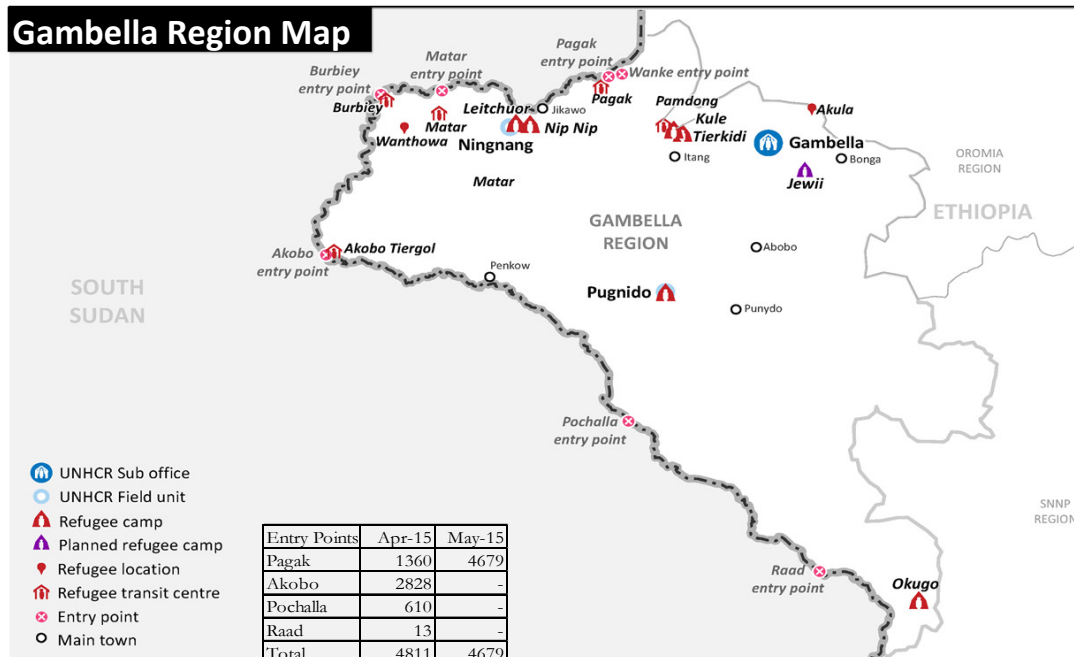 Gambella Region Map
Pagak
entry point
Matar
entry point
Burbiey
entry point
Wanke entry point
Burbiey
Leitchuor
Jikawo
Pagak
Pamdong
Akula
Matar
Nip Nip
Kule
Wanthowa
Ningnang
Tierkidi
Gambella
Itang
Bonga
OROMIA
REGION
Matar
Jewii
ETHIOPIA
GAMBELLA
REGION
Akobo
entry point
Akobo Tiergol
Abobo
Penkow
SOUTH
SUDAN
Pugnido
Punydo
Pochalla
entry point
UNHCR Sub office
UNHCR Field unit
Refugee camp
Planned refugee camp
Refugee location
Refugee transit centre
Entry point
Main town
Entry Points Apr-15 May-15
Pagak 1360 4679
Akobo 2828 -
Pochalla 610 -
Raad 13 -
Total 4811 4679
SNNP
REGION
Raad
entry point
Okugo